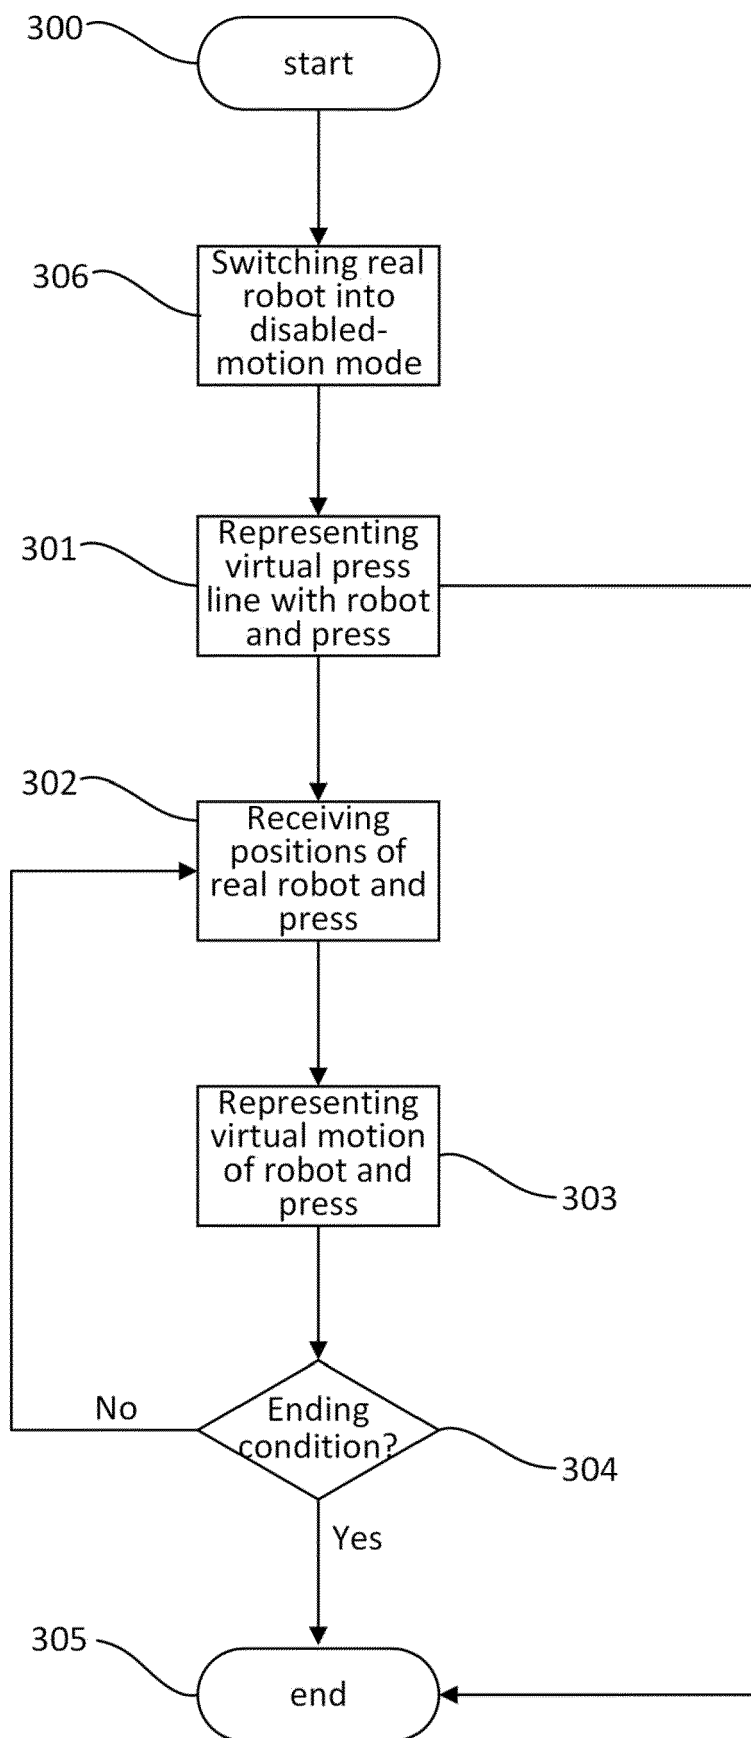 300
start
306
Switching real
robot into
disabled-
motion mode
301
Representing
virtual press
line with robot
and press
302
Receiving
positions of
real robot and
press
Representing
virtual motion
of robot and
press
303
No
Ending
condition?
304
Yes
305
end